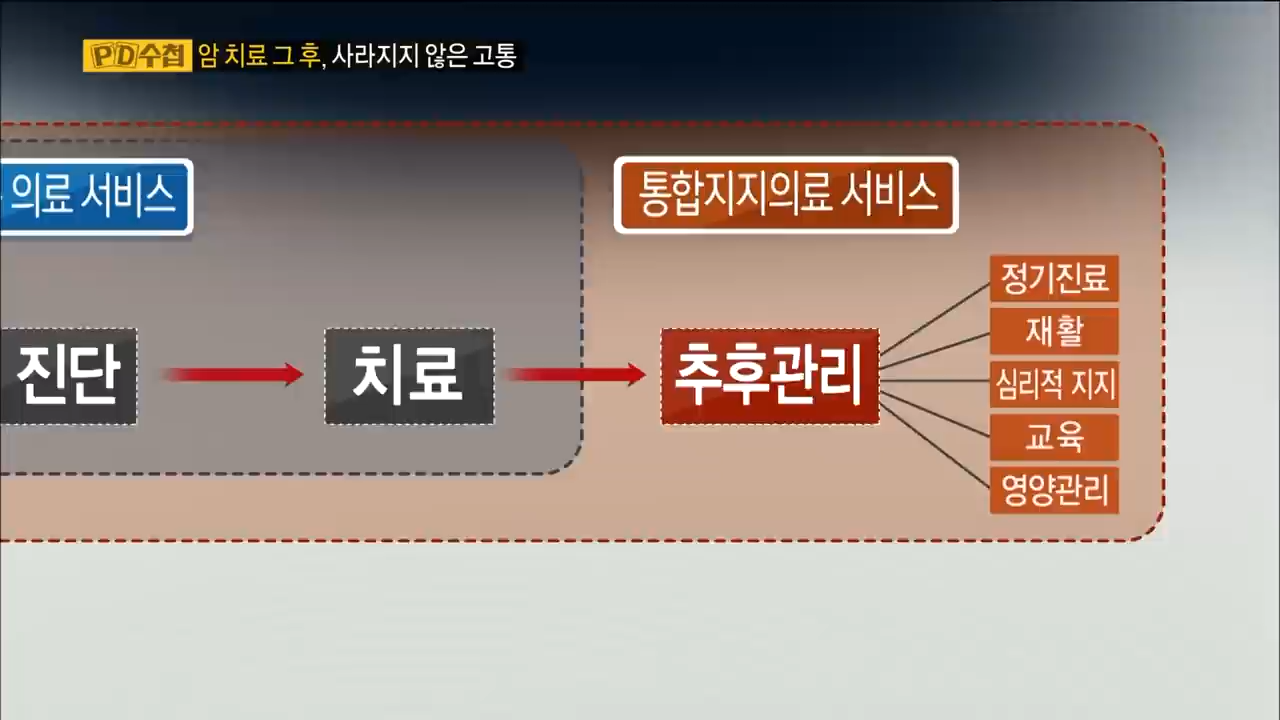 PD수첩 암 치료 그 후, 사라지지 않은 고통
의료 서비스
통합지지의료 서비스
진단
치료
추후관리
정기진료
재활
심리적 지지
교육
영양관리